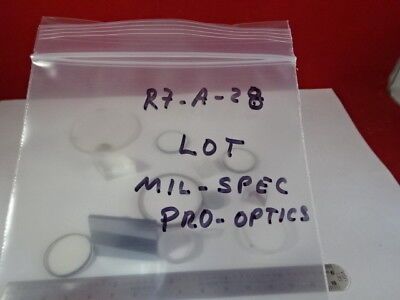 R7-A-28
LOT
MIL-SPEC
PRO-OPTICS